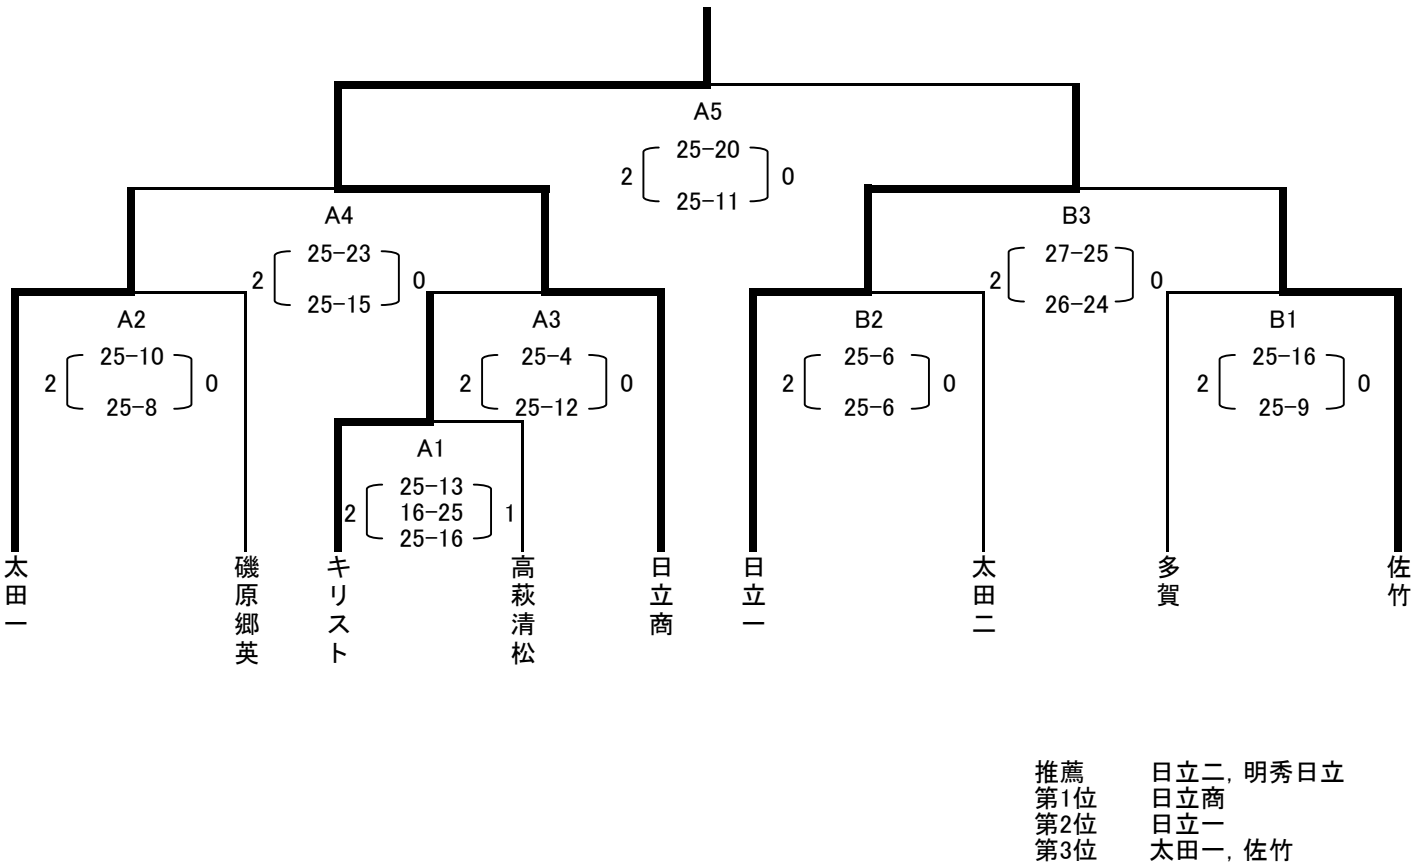 A5
25-20
2 0
25-11
A4
25-23
2 0
25-15
B3
27-25
2 0
26-24
A2
25-10
2 0
25-8
A3
25-4
2 0
25-12
B2
25-6
2 0
25-6
B1
25-16
2 0
25-9
A1
25-13
2 16-25 1
25-16
太田一
磯原郷英
キリスト
高萩清松
日立商
日立一
太田二
多賀
佐竹
推薦 日立二, 明秀日立
第1位 日立商
第2位 日立一
第3位 太田一, 佐竹